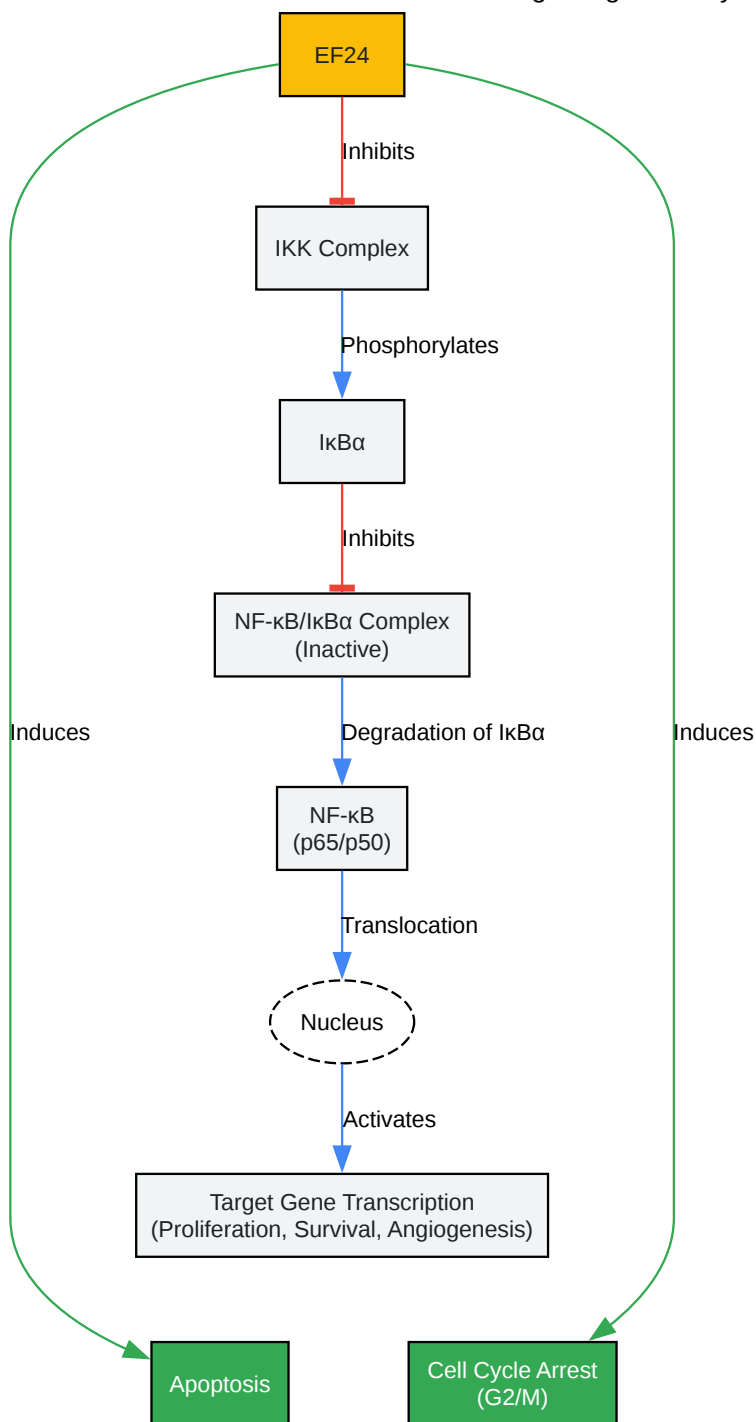 EF24
Inhibits
IKK Complex
Phosphorylates
IκBα
Inhibits
NF-κB/IκBα Complex
(Inactive)
Induces
Degradation of IκBα
Induces
NF-κB
(p65/p50)
Translocation
Nucleus
Activates
Target Gene Transcription
(Proliferation, Survival, Angiogenesis)
Apoptosis
Cell Cycle Arrest
(G2/M)